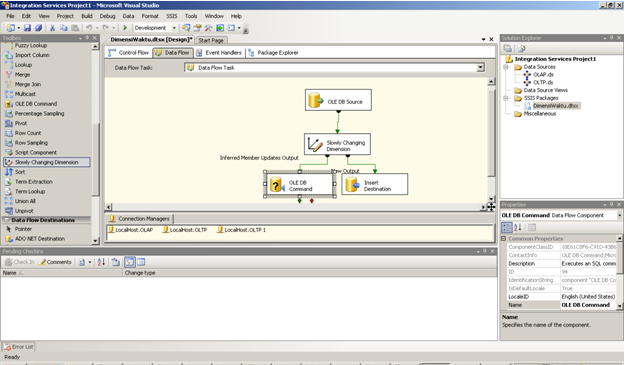 Integration Services Project1 - Microsoft Visual Studio
File Edit View Project Build Debug Data Format SSIS Tools Window Help
Development
Toolbox
Fuzzy Lookup
Import Column
Lookup
Merge
Merge Join
Multicast
OLE DB Command
Percentage Sampling
Pivot
Row Count
Row Sampling
Script Component
Slowly Changing Dimension
Sort
Term Extraction
Term Lookup
Union All
Unpivot
Data Flow Destinations
Pointer
ADO NET Destination
DimensiWaktu.dtsx [Design]* Start Page
Control Flow Data Flow Event Handlers Package Explorer
Data Flow Task: Data Flow Task
OLE DB Source
Slowly Changing
Dimension
Inferred Member Updates Output
Output
OLE DB
Command
Insert
Destination
Connection Managers
LocalHost.OLAP LocalHost.OLTP LocalHost.OLTP 1
Solution Explorer
Integration Services Project1
Data Sources
OLAP.ds
OLTP.ds
Data Source Views
SSIS Packages
DimensiWaktu.dtsx
Miscellaneous
Properties
OLE DB Command Data Flow Component
Common Properties
ComponentClassID
ContactInfo OLE DB Command;Micro
Description Executes an SQL comm
ID 94
IdentificationString component "OLE DB C
IsDefaultLocale True
LocaleID English (United States)
Name OLE DB Command
Name
Specifies the name of the component.
Pending Checkins
Check In Comments
Name Change type
Error List
Ready